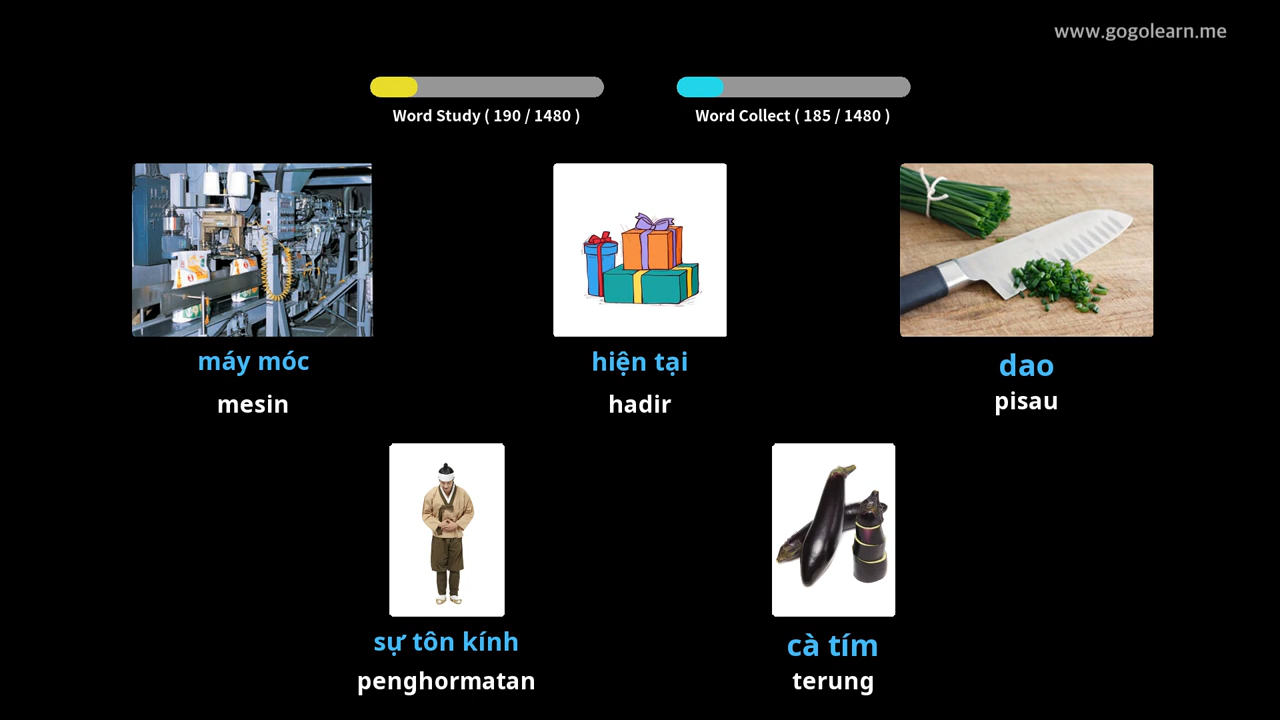 www.gogolearn.me
Word Study ( 190 / 1480 )
Word Collect ( 185 / 1480 )
máy móc
mesin
hiện tại
hadir
dao
pisau
sự tôn kính
penghormatan
cà tím
terung